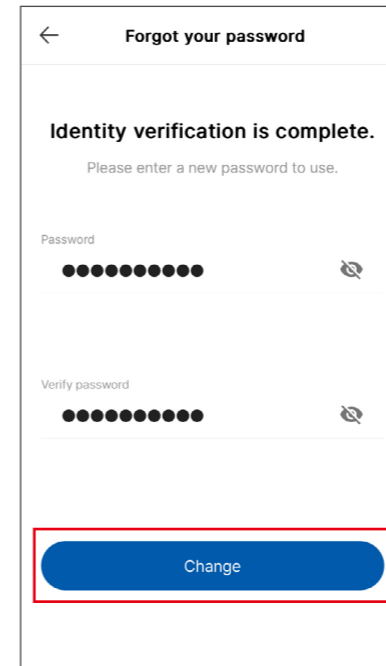 Forgot your password
Identity verification is complete.
Please enter a new password to use.
Password
●●●●●●●●●●
Verify password
●●●●●●●●●●
Change